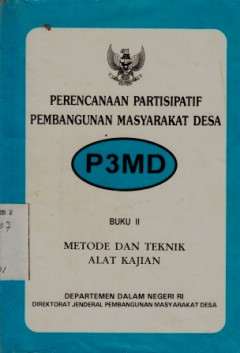 PERENCANAAN PARTISIPATIF
PEMBANGUNAN MASYARAKAT DESA
P3MD
BUKU II
METODE DAN TEKNIK
ALAT KAJIAN
DEPARTEMEN DALAM NEGERI RI
DIREKTORAT JENDERAL PEMBANGUNAN MASYARAKAT DESA